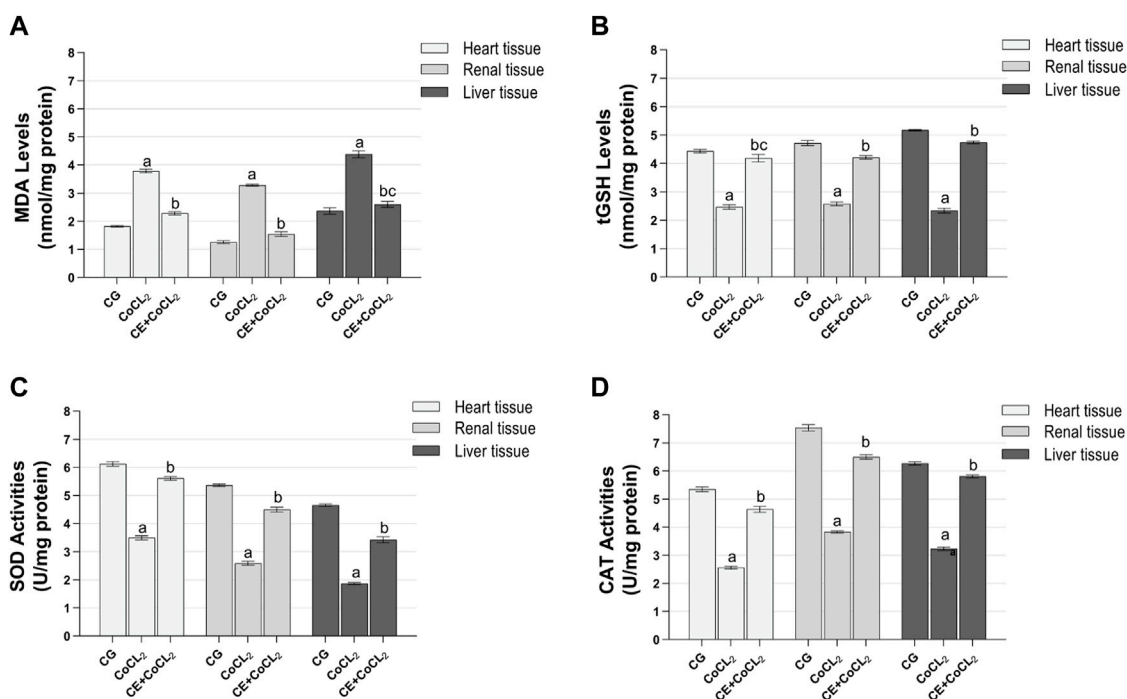 A
MDA Levels
(nmol/mg protein)
8
7
6
5
4
3
2
1
0
a
b
a
b
a
bc
CG
CoCL₂
CE+CoCL₂
CG
CoCL₂
CE+CoCL₂
CG
CoCL₂
CE+CoCL₂
Heart tissue
Renal tissue
Liver tissue
B
tGSH Levels
(nmol/mg protein)
8
7
6
5
4
3
2
1
0
a
bc
a
b
a
b
CG
CoCL₂
CE+CoCL₂
CG
CoCL₂
CE+CoCL₂
CG
CoCL₂
CE+CoCL₂
Heart tissue
Renal tissue
Liver tissue
C
SOD Activities
(U/mg protein)
8
7
6
5
4
3
2
1
0
a
b
a
b
a
b
CG
CoCL₂
CE+CoCL₂
CG
CoCL₂
CE+CoCL₂
CG
CoCL₂
CE+CoCL₂
Heart tissue
Renal tissue
Liver tissue
D
CAT Activities
(U/mg protein)
8
7
6
5
4
3
2
1
0
a
b
a
b
a
a
b
CG
CoCL₂
CE+CoCL₂
CG
CoCL₂
CE+CoCL₂
CG
CoCL₂
CE+CoCL₂
Heart tissue
Renal tissue
Liver tissue